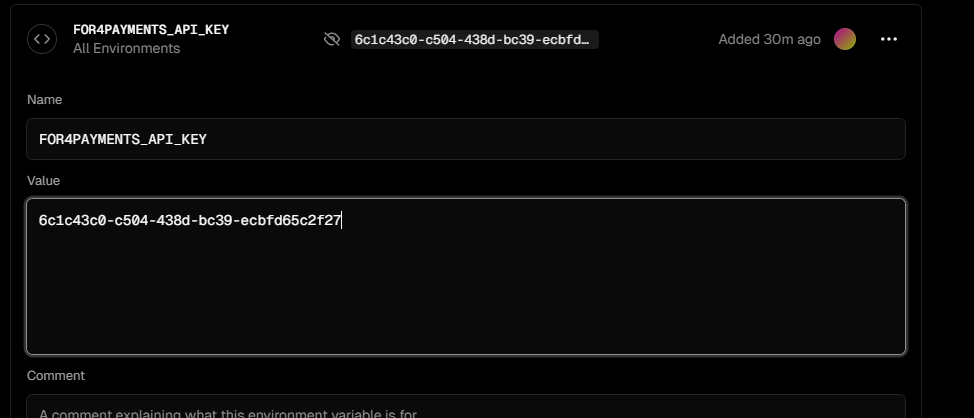 FOR4PAYMENTS_API_KEY
All Environments
6c1c43c0-c504-438d-bc39-ecbfd…
Added 30m ago
Name
FOR4PAYMENTS_API_KEY
Value
6c1c43c0-c504-438d-bc39-ecbfd65c2f27
Comment
A comment explaining what this environment variable is for